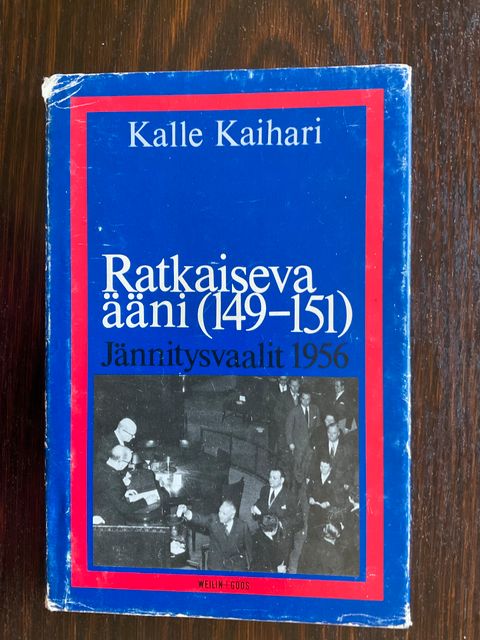 Kalle Kaihari
Ratkaiseva
ääni (149–151)
Jännitysvaalit 1956
WEILIN+GÖÖS